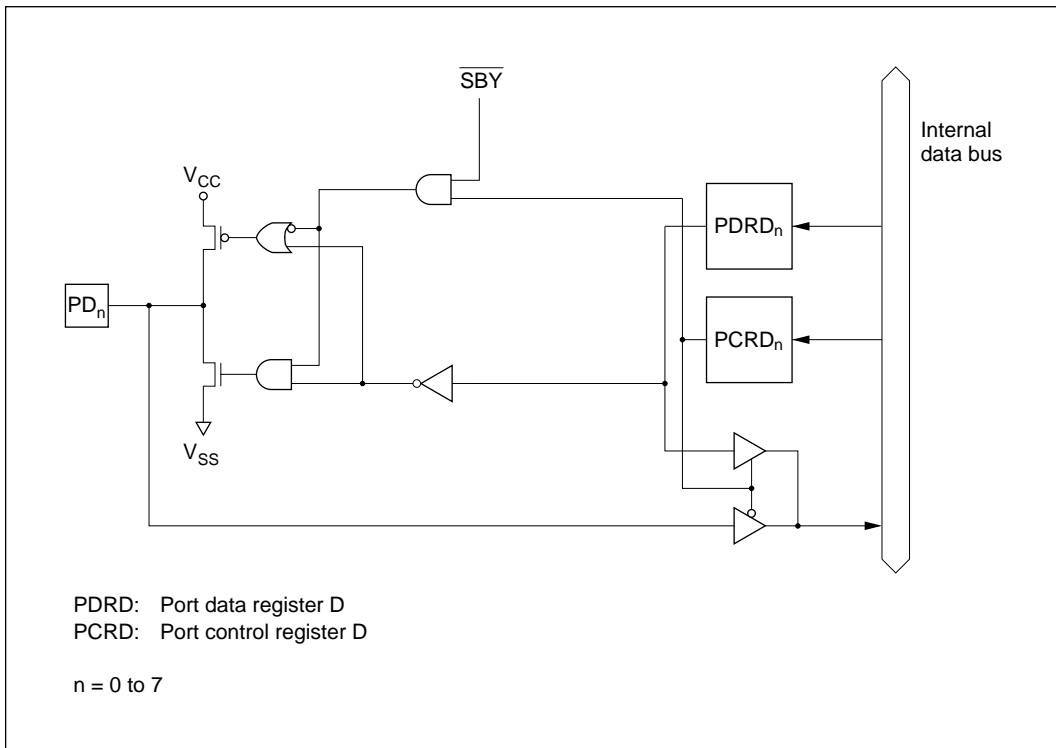 SBY
Internal
data bus
VCC
PDRDn
PDn
PCRDn
VSS
PDRD: Port data register D
PCRD: Port control register D
n = 0 to 7